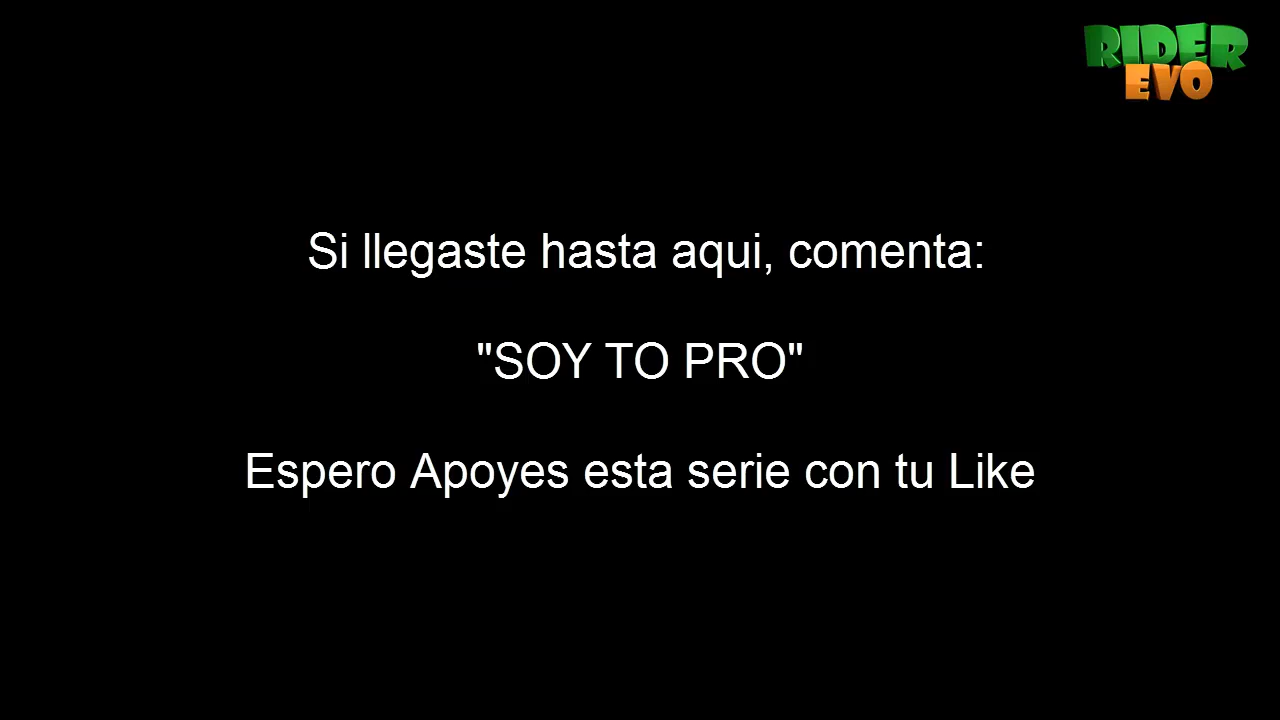 RIDER
EVO
Si llegaste hasta aqui, comenta:
"SOY TO PRO"
Espero Apoyes esta serie con tu Like